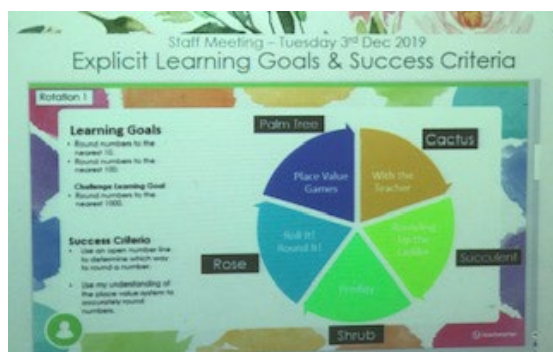 Staff Meeting – Tuesday 3rd Dec 2019
Explicit Learning Goals & Success Criteria
Rotation 1
Learning Goals
• Round numbers to the
nearest 10.
• Round numbers to the
nearest 100.
Challenge Learning Goal
• Round numbers to the
nearest 1000.
Success Criteria
• Use an open number line
to determine which way
to round a number.
• Use my understanding of
the place value system to
accurately round
numbers.
Palm Tree
Cactus
Place Value
Games
With the
Teacher
Roll It!
Round It!
Rounding
Up the
Rose
Succulent
Shrub